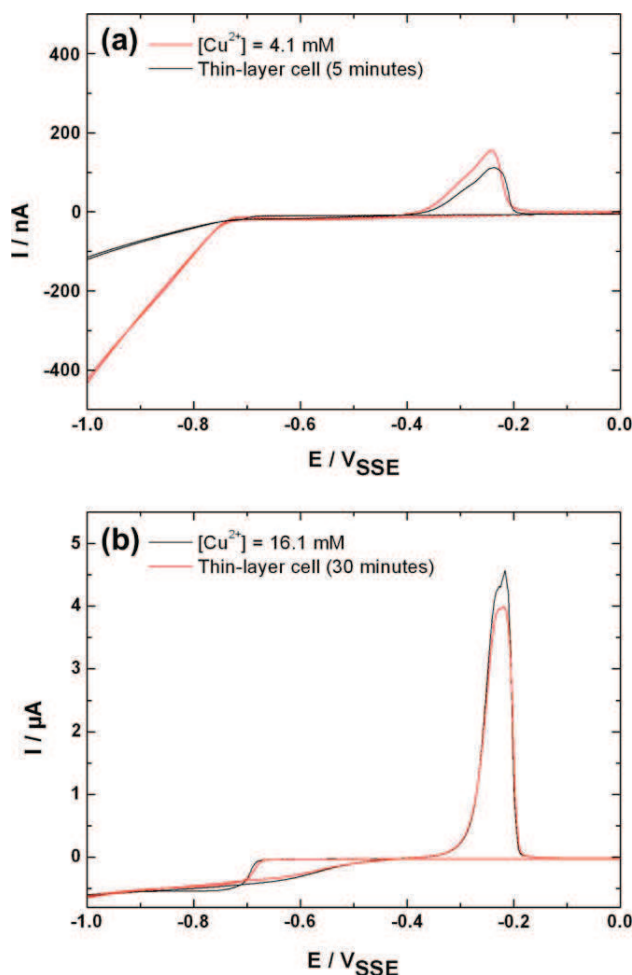 (a)
[Cu²⁺] = 4.1 mM
Thin-layer cell (5 minutes)
I / nA
400
200
0
-200
-400
-1.0 -0.8 -0.6 -0.4 -0.2 0.0
E / V_SSE
(b)
[Cu²⁺] = 16.1 mM
Thin-layer cell (30 minutes)
I / µA
5
4
3
2
1
0
-1.0 -0.8 -0.6 -0.4 -0.2 0.0
E / V_SSE